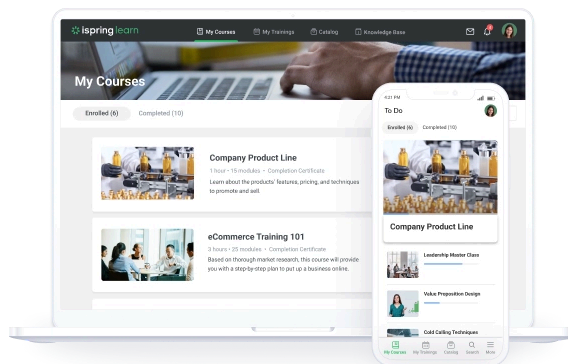 ispring learn
My Courses
My Trainings
Catalog
Knowledge Base
My Courses
Enrolled (6)
Completed (10)
Company Product Line
1 hour • 15 modules • Completion Certificate
Learn about the products' features, pricing, and techniques
to promote and sell.
eCommerce Training 101
3 hours • 25 modules • Completion Certificate
Based on thorough market research, this course will provide
you with a step-by-step plan to put up a business online.
4:21 PM
To Do
Enrolled (6)
Completed (10)
Company Product Line
Leadership Master Class
Value Proposition Design
Cold Calling Techniques
My Courses
My Trainings
Catalog
Search
More